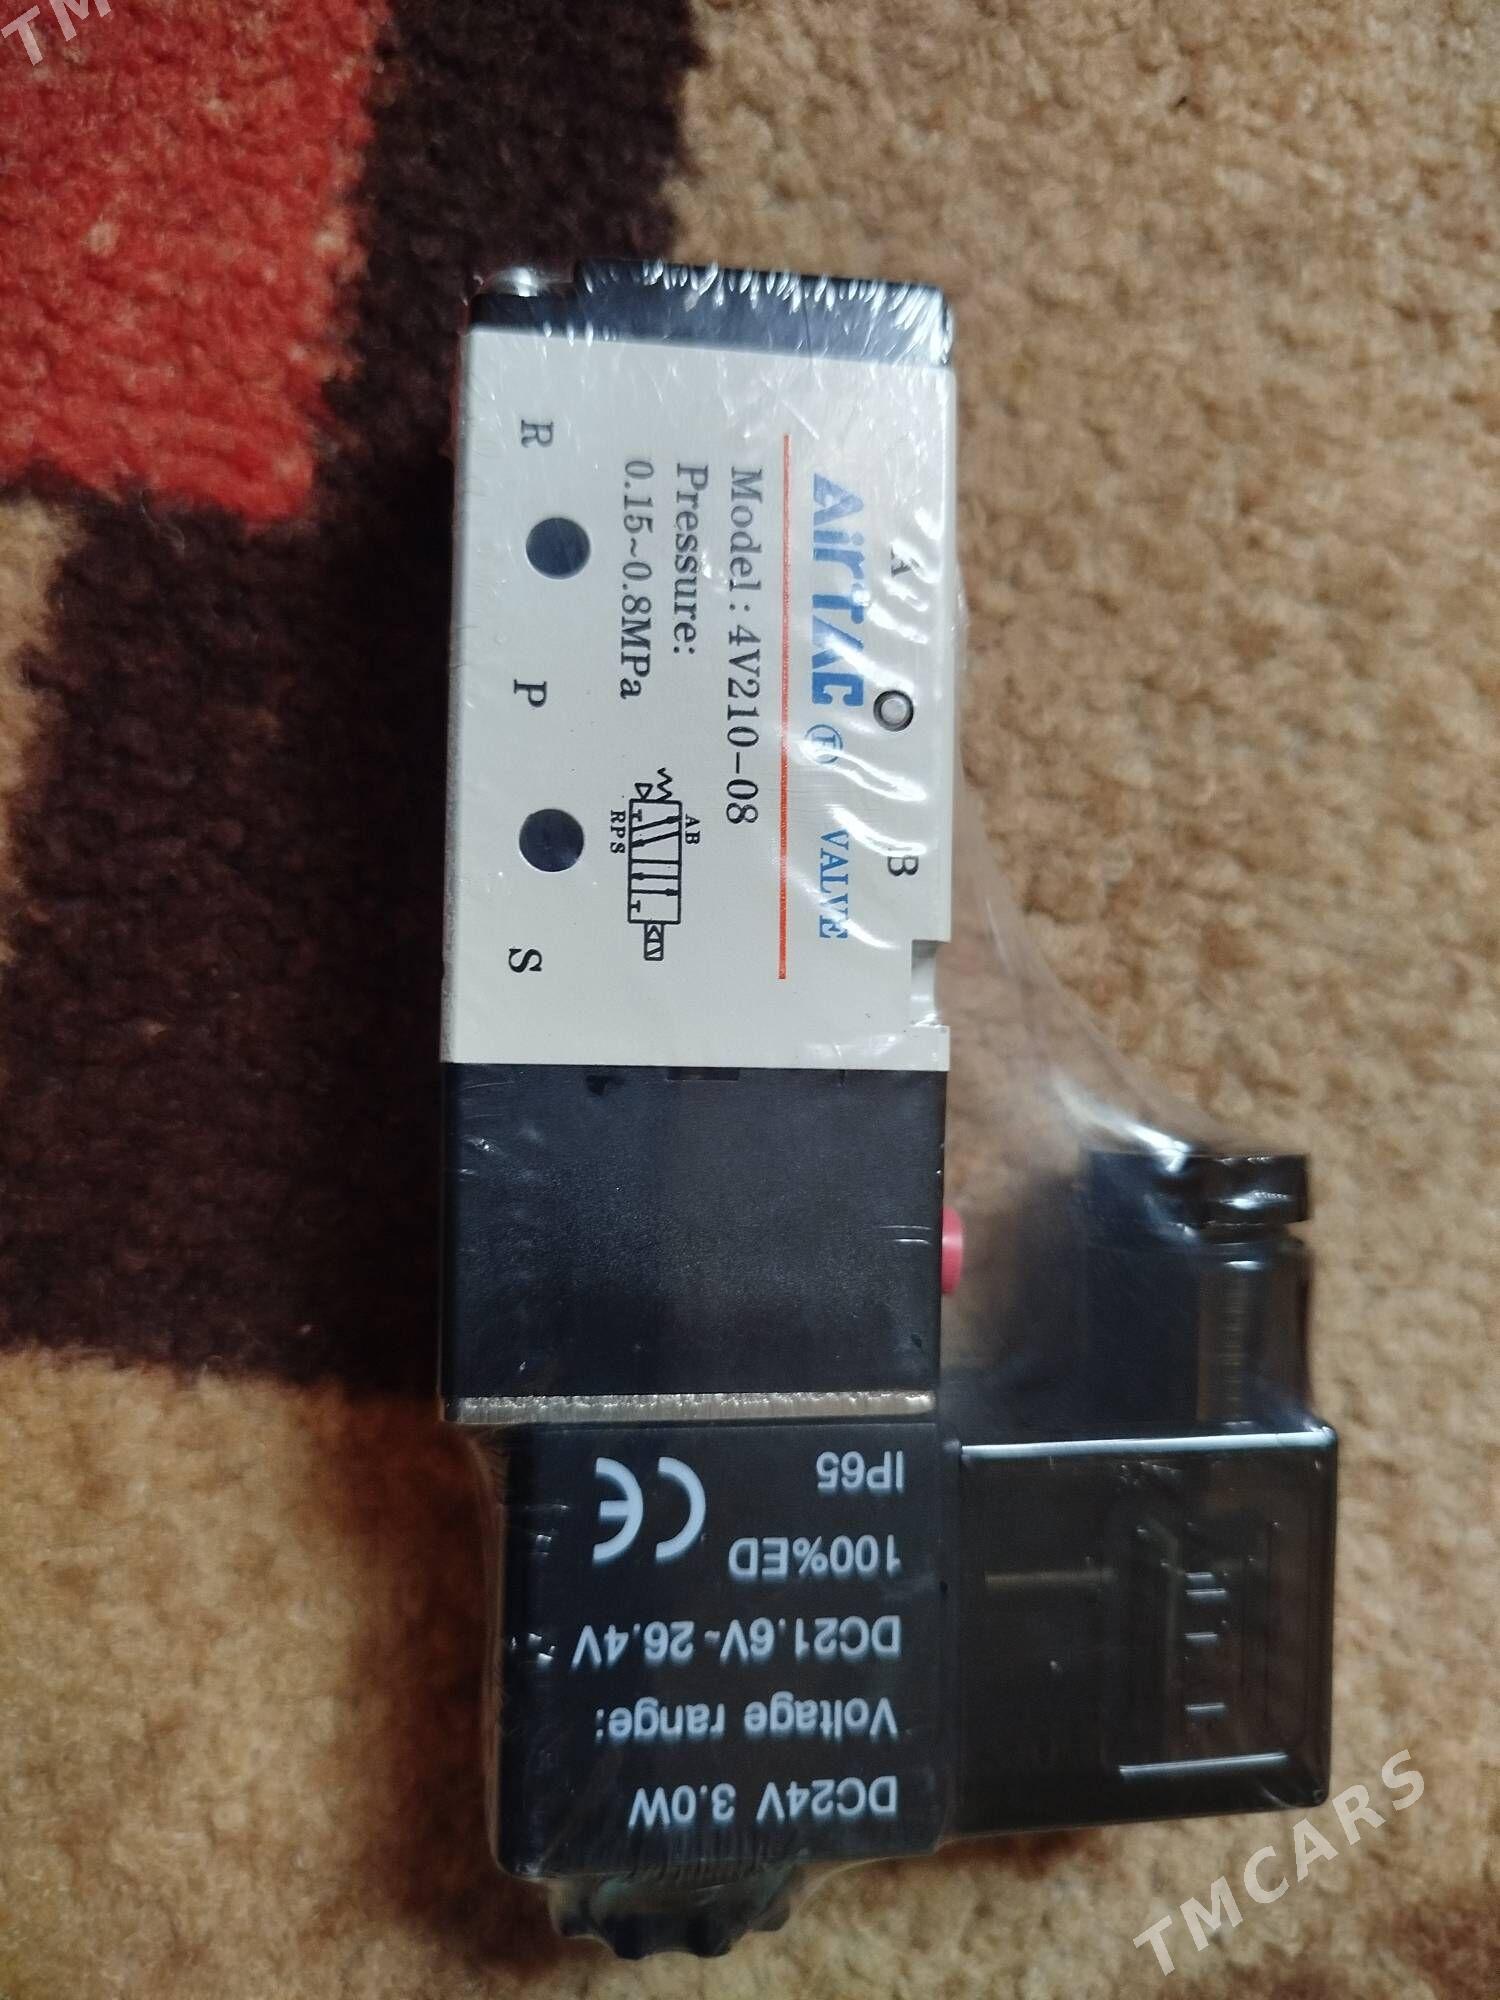 TM
A
B
AirTAC ® VALVE
Model: 4V210-08
Pressure:
0.15~0.8MPa
AB
RPS
R
P
S
DC24V 3.0W
Voltage range:
DC21.6V~26.4V
100%ED
IP65
CE
TMCARS